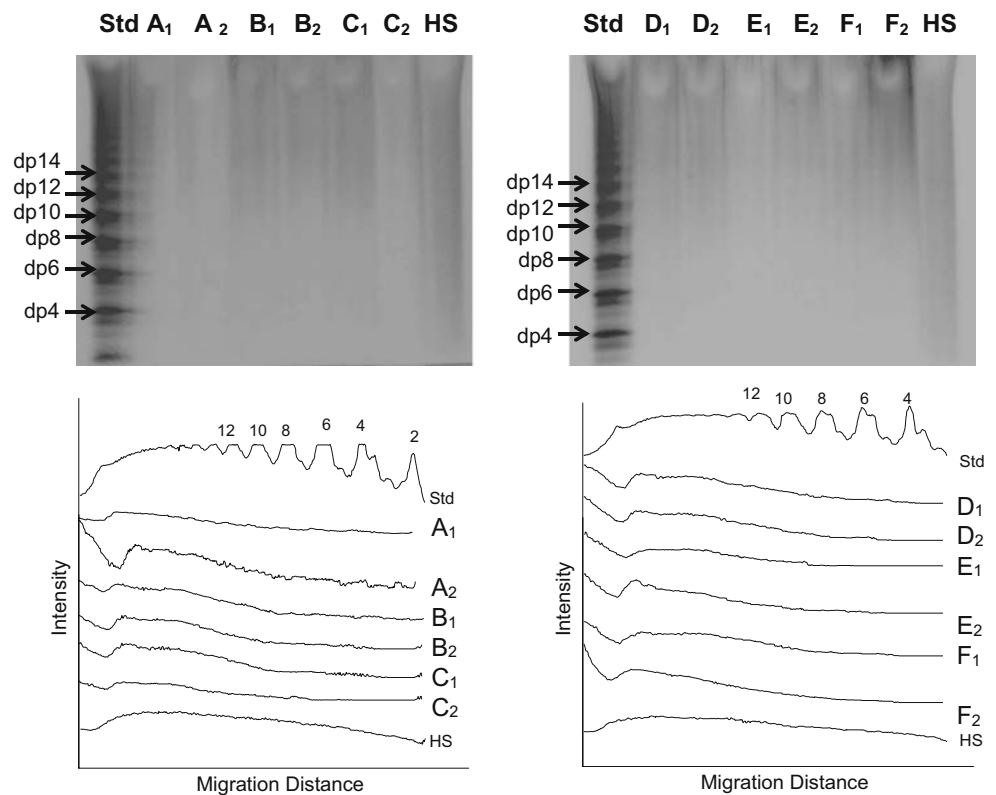 Std A₁ A ₂ B₁ B₂ C₁ C₂ HS
dp14
dp12
dp10
dp8
dp6
dp4
Std D₁ D₂ E₁ E₂ F₁ F₂ HS
dp14
dp12
dp10
dp8
dp6
dp4
12 10 8 6 4 2
Std
A₁
A₂
B₁
B₂
C₁
C₂
HS
Intensity
Migration Distance
12 10 8 6 4
Std
D₁
D₂
E₁
E₂
F₁
F₂
HS
Intensity
Migration Distance